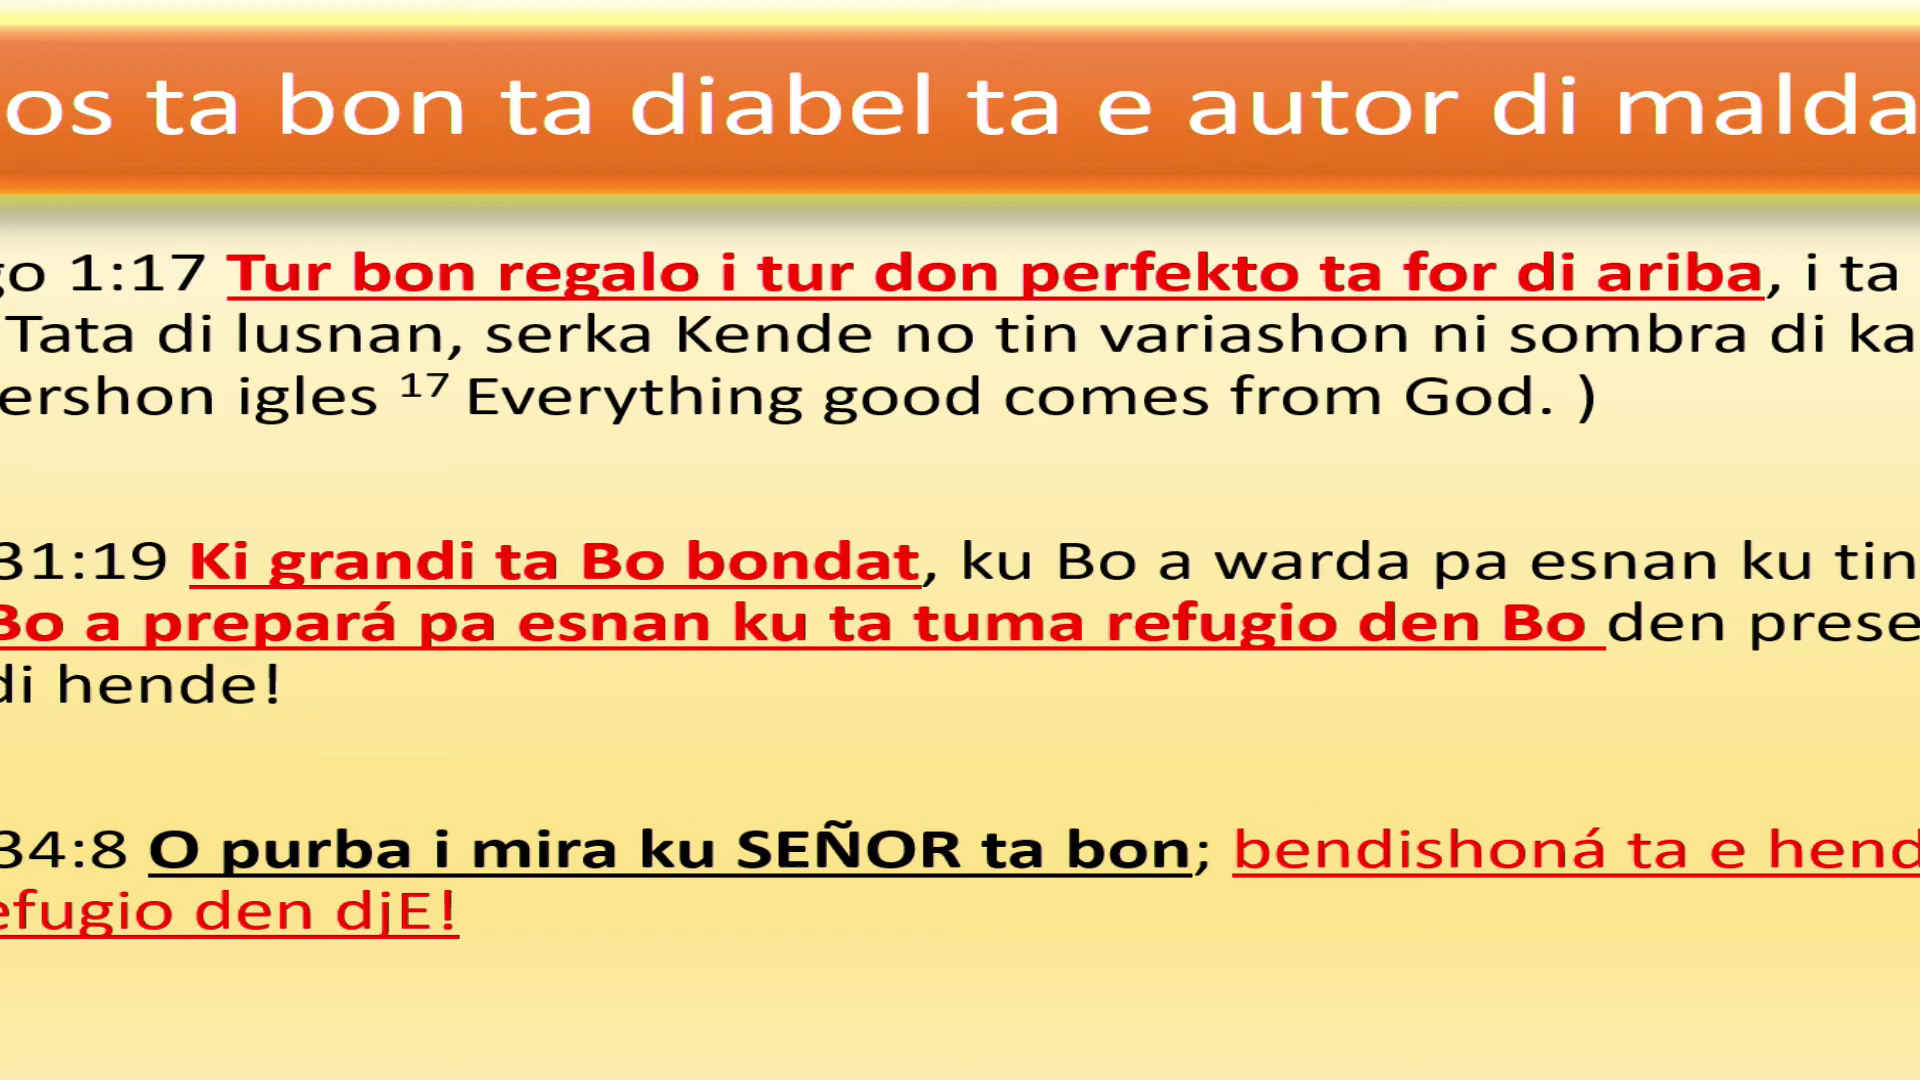 os ta bon ta diabel ta e autor di malda
go 1:17 Tur bon regalo i tur don perfekto ta for di ariba, i ta
Tata di lusnan, serka Kende no tin variashon ni sombra di ka
ershon igles 17 Everything good comes from God. )
31:19 Ki grandi ta Bo bondat, ku Bo a warda pa esnan ku tin
Bo a prepará pa esnan ku ta tuma refugio den Bo den prese
di hende!
34:8 O purba i mira ku SEÑOR ta bon; bendishoná ta e hend
efugio den djE!